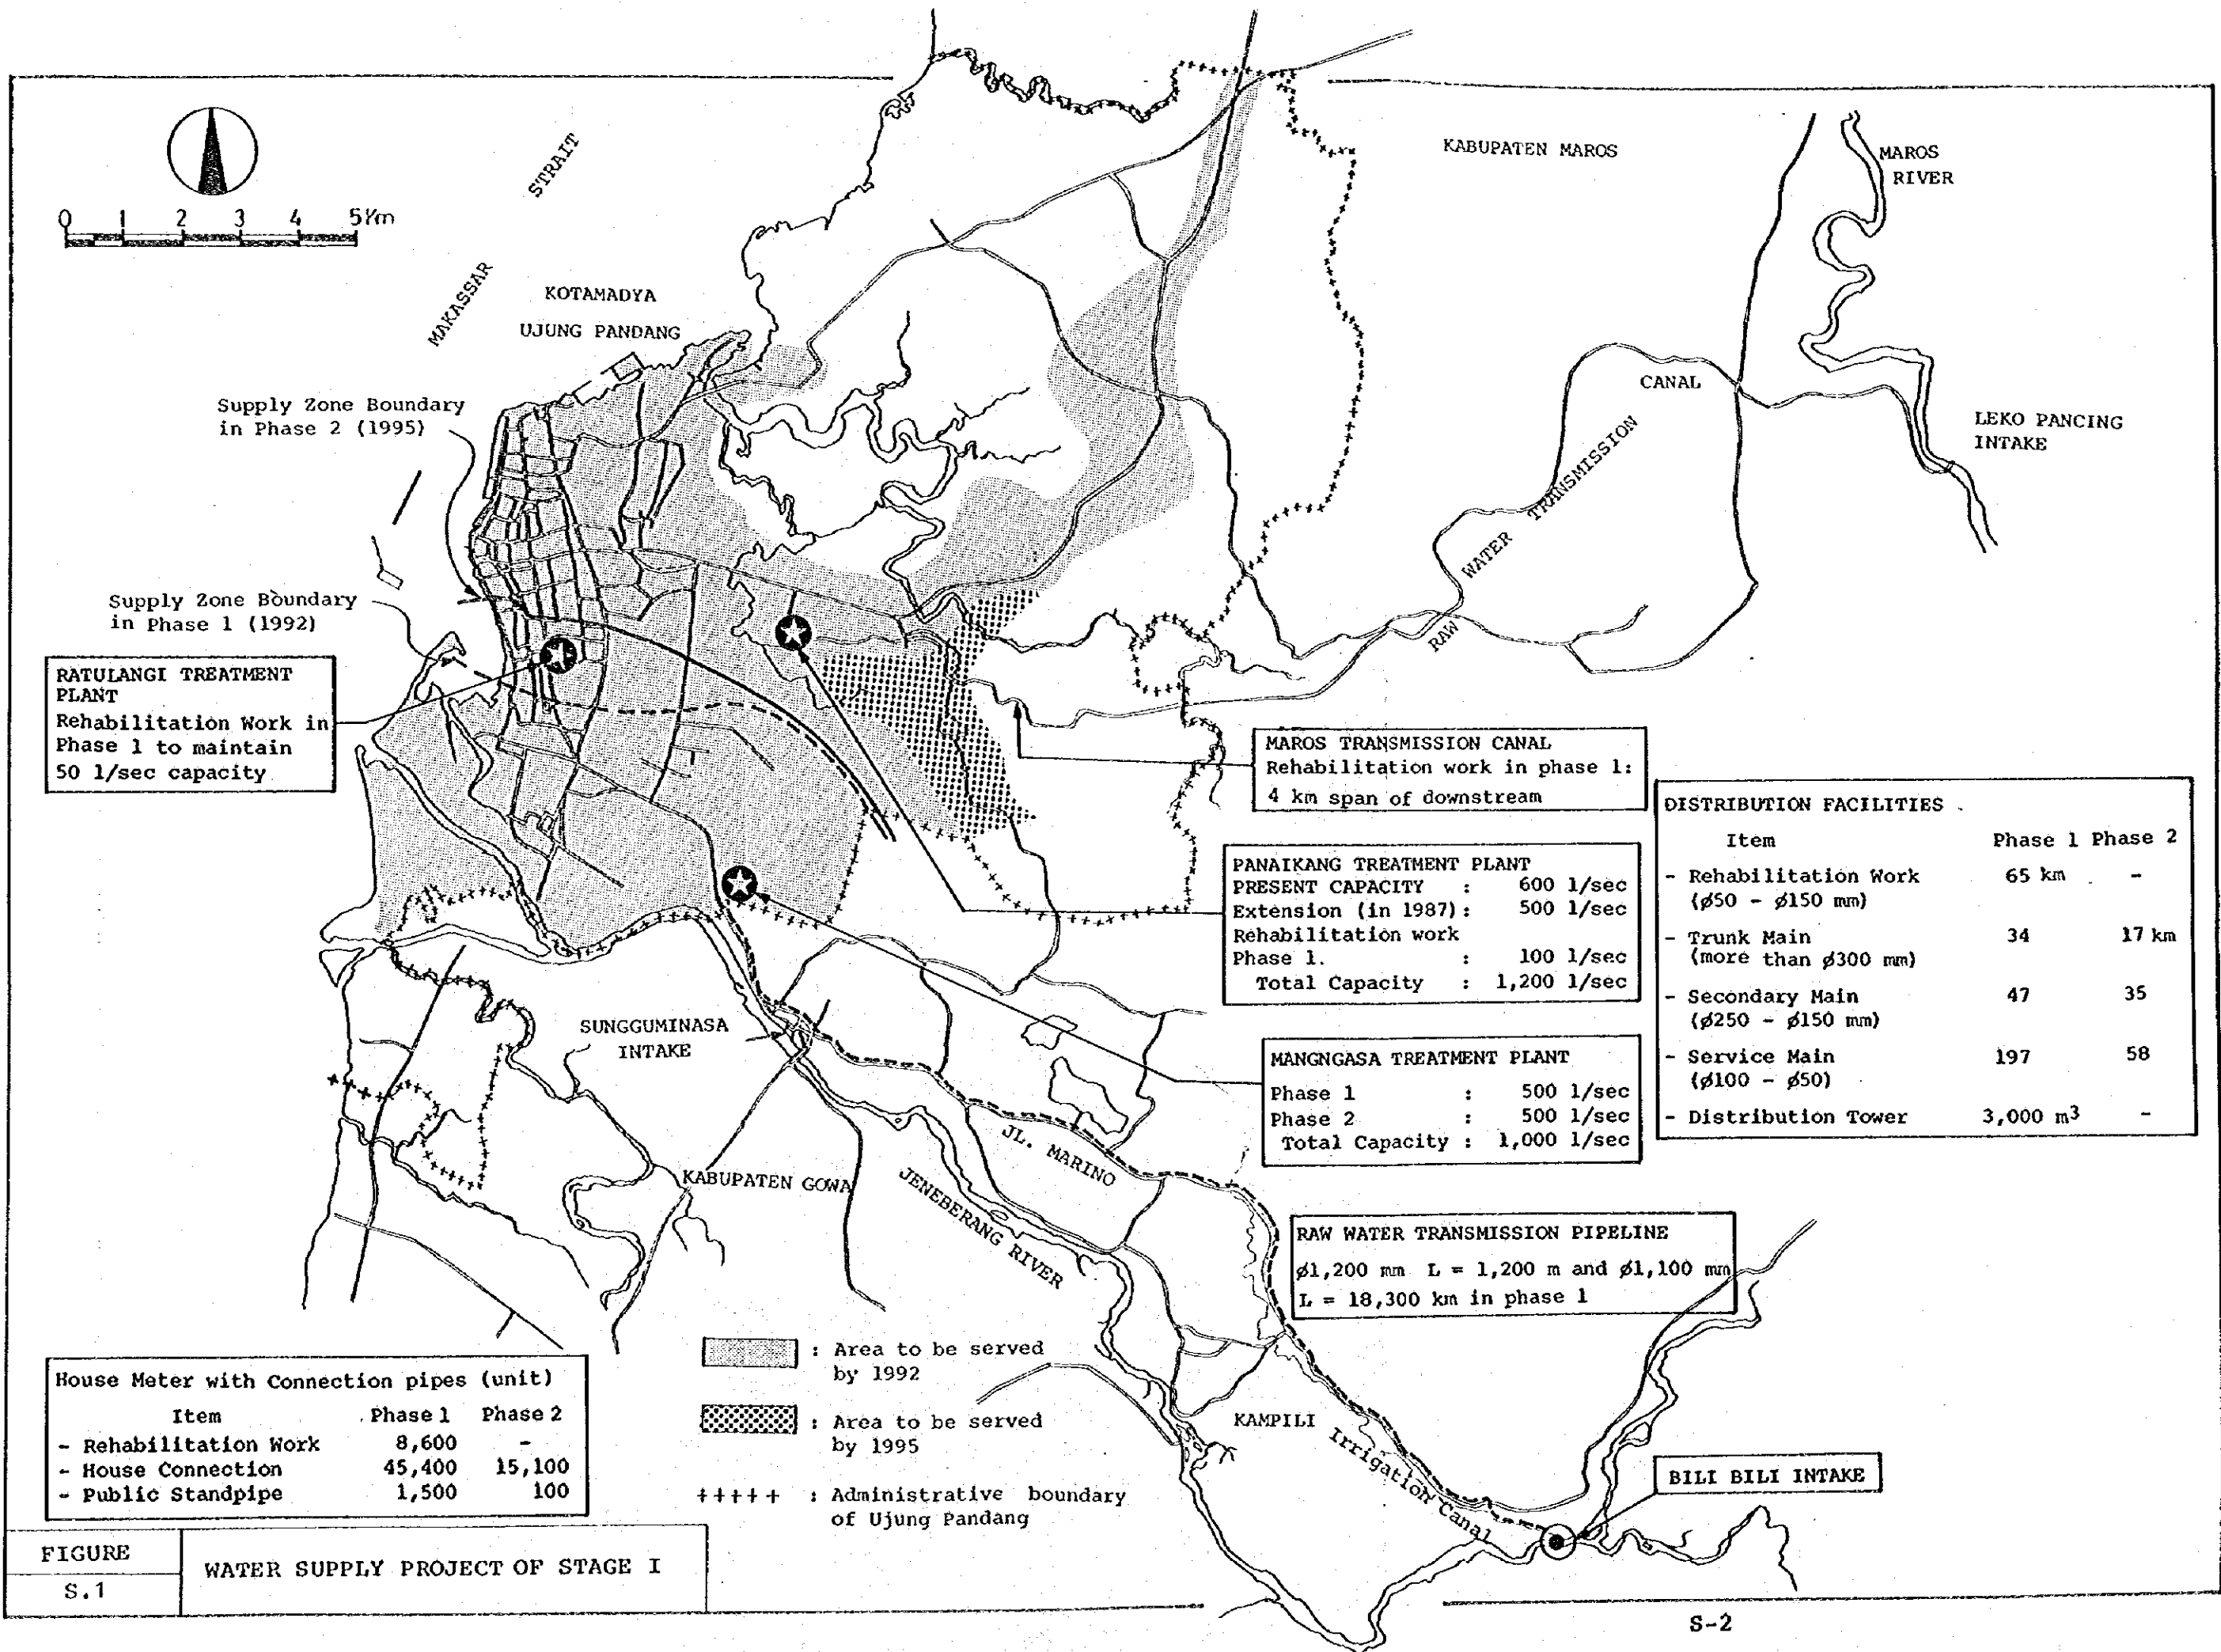 KABUPATEN MAROS
MAROS
RIVER
STRAIT
MAKASSAR
0 1 2 3 4 5Km
KOTAMADYA
UJUNG PANDANG
Supply Zone Boundary
in Phase 2 (1995)
CANAL
LEKO PANCING
INTAKE
TRANSMISSION
WATER
RAW
Supply Zone Boundary
in Phase 1 (1992)
RATULANGI TREATMENT
PLANT
Rehabilitation Work in
Phase 1 to maintain
50 l/sec capacity
MAROS TRANSMISSION CANAL
Rehabilitation work in phase 1:
4 km span of downstream
DISTRIBUTION FACILITIES
Item Phase 1 Phase 2
- Rehabilitation Work 65 km -
(ø50 - ø150 mm)
- Trunk Main 34 17 km
(more than ø300 mm)
- Secondary Main 47 35
(ø250 - ø150 mm)
- Service Main 197 58
(ø100 - ø50)
- Distribution Tower 3,000 m³ -
PANAIKANG TREATMENT PLANT
PRESENT CAPACITY : 600 l/sec
Extension (in 1987) : 500 l/sec
Rehabilitation work
Phase 1. : 100 l/sec
Total Capacity : 1,200 l/sec
SUNGGUMINASA
INTAKE
MANGNGASA TREATMENT PLANT
Phase 1 : 500 l/sec
Phase 2 : 500 l/sec
Total Capacity : 1,000 l/sec
JL. MARINO
KABUPATEN GOWA
JENEBERANG RIVER
RAW WATER TRANSMISSION PIPELINE
ø1,200 mm L = 1,200 m and ø1,100 mm
L = 18,300 km in phase 1
House Meter with Connection pipes (unit)
Item Phase 1 Phase 2
- Rehabilitation Work 8,600 -
- House Connection 45,400 15,100
- Public Standpipe 1,500 100
: Area to be served
by 1992
: Area to be served
by 1995
+++++ : Administrative boundary
of Ujung Pandang
KAMPILI
Irrigation Canal
BILI BILI INTAKE
FIGURE
S.1
WATER SUPPLY PROJECT OF STAGE I
S-2